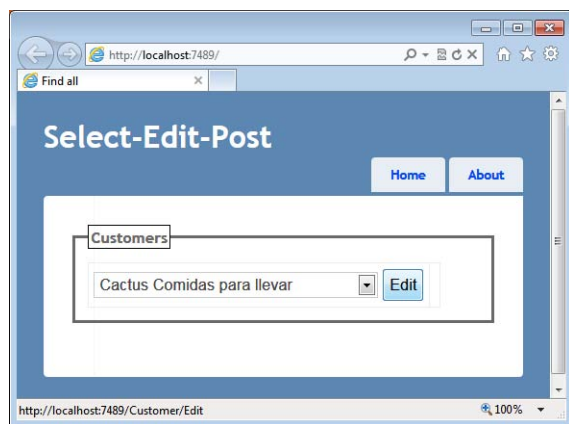 http://localhost:7489/
Find all
Select-Edit-Post
Home About
Customers
Cactus Comidas para llevar Edit
http://localhost:7489/Customer/Edit 100%